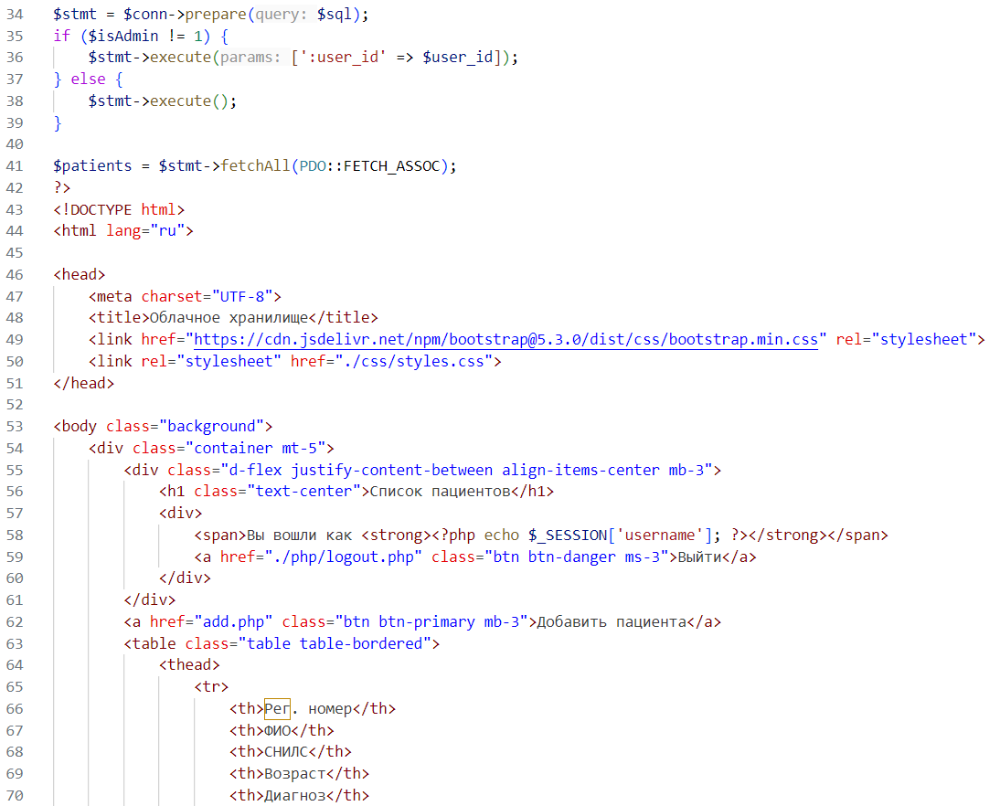 34 $stmt = $conn->prepare(query: $sql);
35 if ($isAdmin != 1) {
36 $stmt->execute(params: [':user_id' => $user_id]);
37 } else {
38 $stmt->execute();
39 }
40
41 $patients = $stmt->fetchAll(PDO::FETCH_ASSOC);
42 ?>
43 <!DOCTYPE html>
44 <html lang="ru">
45
46 <head>
47 <meta charset="UTF-8">
48 <title>Облачное хранилище</title>
49 <link href="https://cdn.jsdelivr.net/npm/bootstrap@5.3.0/dist/css/bootstrap.min.css" rel="stylesheet">
50 <link rel="stylesheet" href="./css/styles.css">
51 </head>
52
53 <body class="background">
54 <div class="container mt-5">
55 <div class="d-flex justify-content-between align-items-center mb-3">
56 <h1 class="text-center">Список пациентов</h1>
57 <div>
58 <span>Вы вошли как <strong><?php echo $_SESSION['username']; ?></strong></span>
59 <a href="./php/logout.php" class="btn btn-danger ms-3">Выйти</a>
60 </div>
61 </div>
62 <a href="add.php" class="btn btn-primary mb-3">Добавить пациента</a>
63 <table class="table table-bordered">
64 <thead>
65 <tr>
66 <th>Рег. номер</th>
67 <th>ФИО</th>
68 <th>СНИЛС</th>
69 <th>Возраст</th>
70 <th>Диагноз</th>